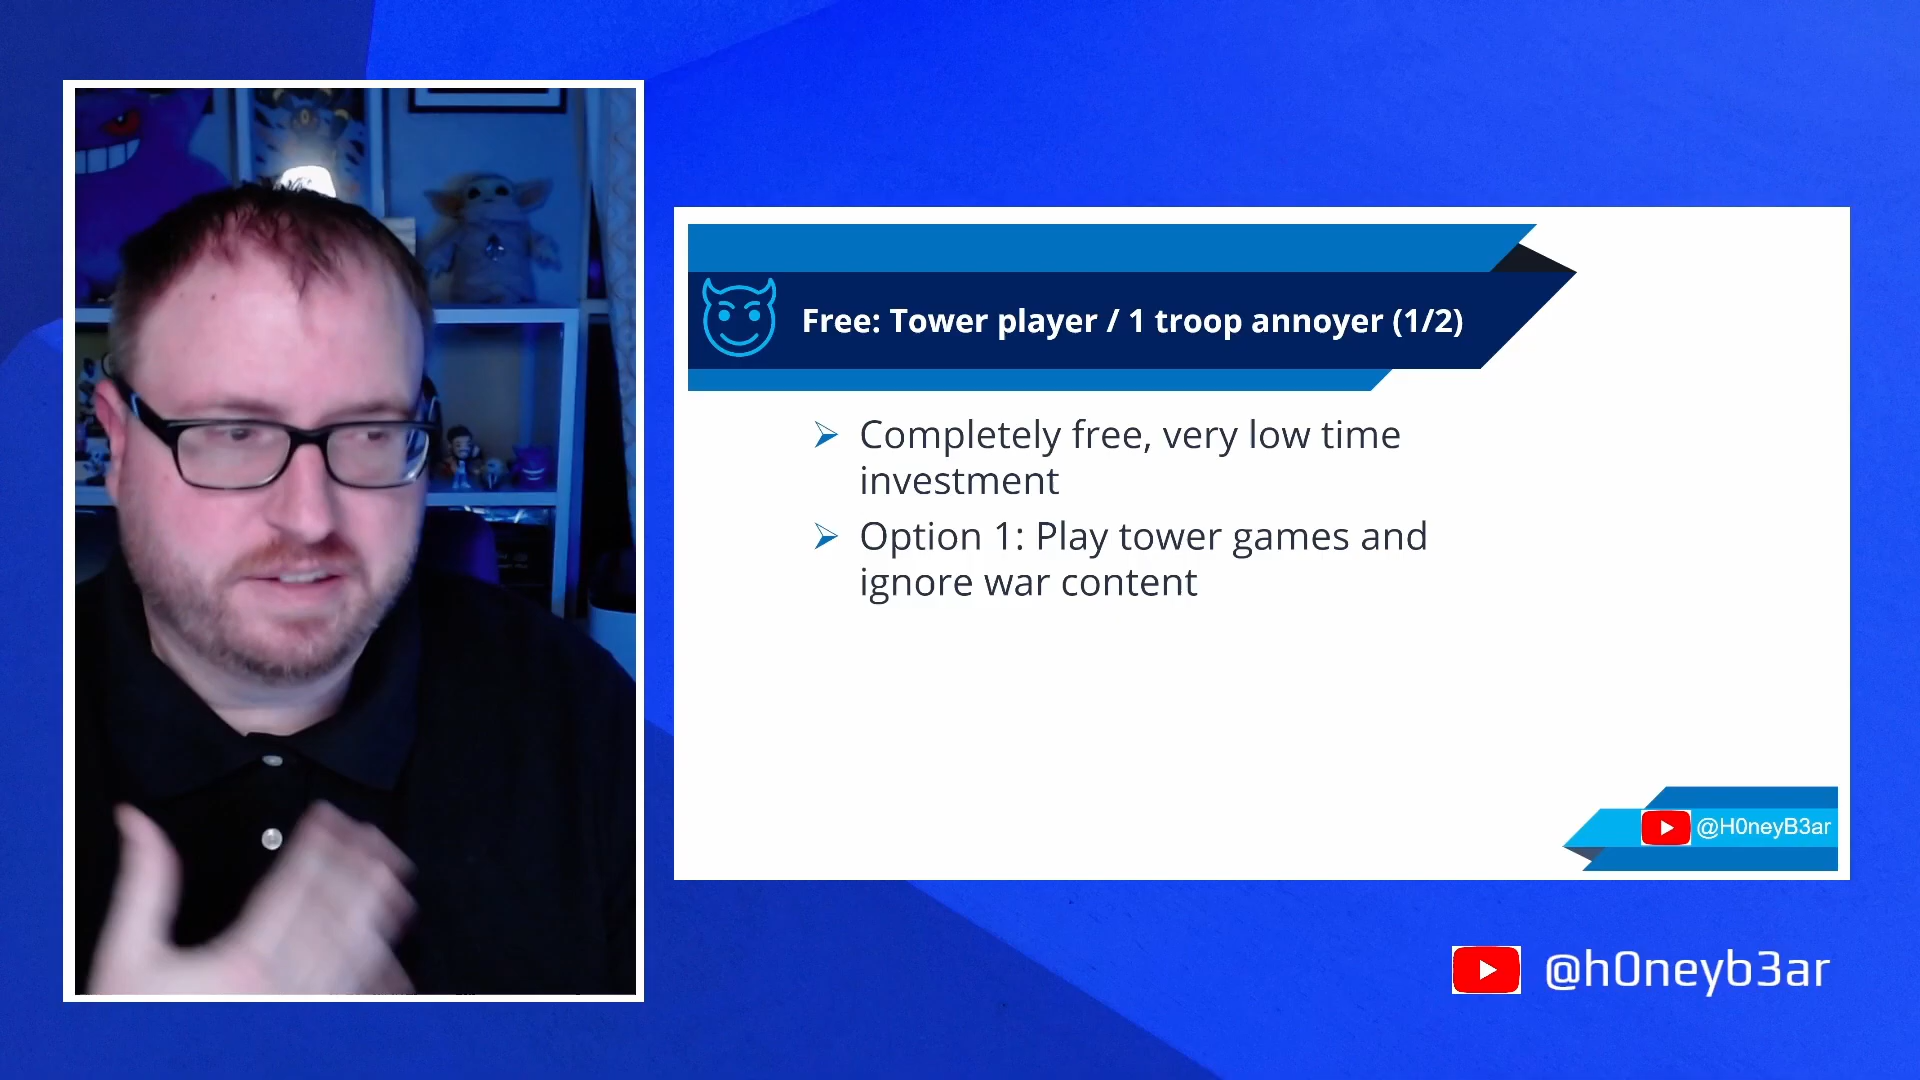 Free: Tower player / 1 troop annoyer (1/2)
Completely free, very low time
investment
Option 1: Play tower games and
ignore war content
@H0neyB3ar
@h0neyb3ar